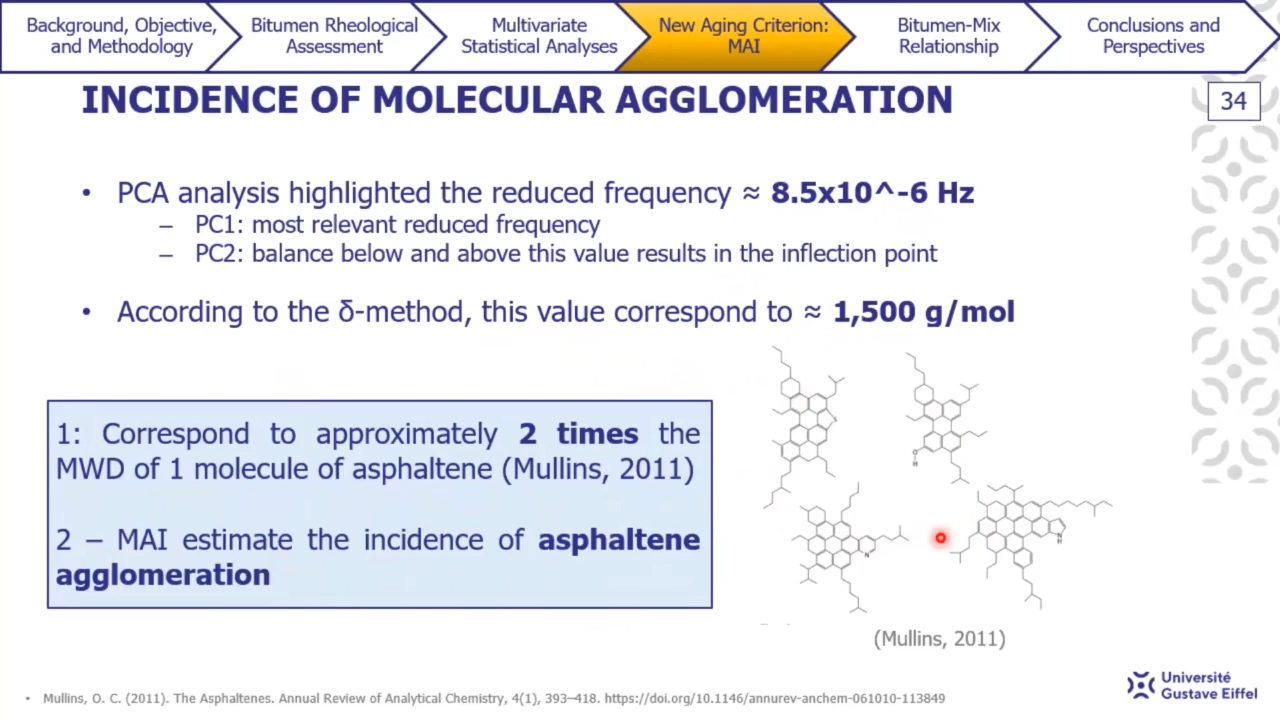 Background, Objective,
and Methodology
Bitumen Rheological
Assessment
Multivariate
Statistical Analyses
New Aging Criterion:
MAI
Bitumen-Mix
Relationship
Conclusions and
Perspectives
INCIDENCE OF MOLECULAR AGGLOMERATION
34
• PCA analysis highlighted the reduced frequency ≈ 8.5x10^-6 Hz
– PC1: most relevant reduced frequency
– PC2: balance below and above this value results in the inflection point
• According to the δ-method, this value correspond to ≈ 1,500 g/mol
1: Correspond to approximately 2 times the
MWD of 1 molecule of asphaltene (Mullins, 2011)
2 – MAI estimate the incidence of asphaltene
agglomeration
S
O
H
N
N
H
(Mullins, 2011)
• Mullins, O. C. (2011). The Asphaltenes. Annual Review of Analytical Chemistry, 4(1), 393–418. https://doi.org/10.1146/annurev-anchem-061010-113849
Université
Gustave Eiffel